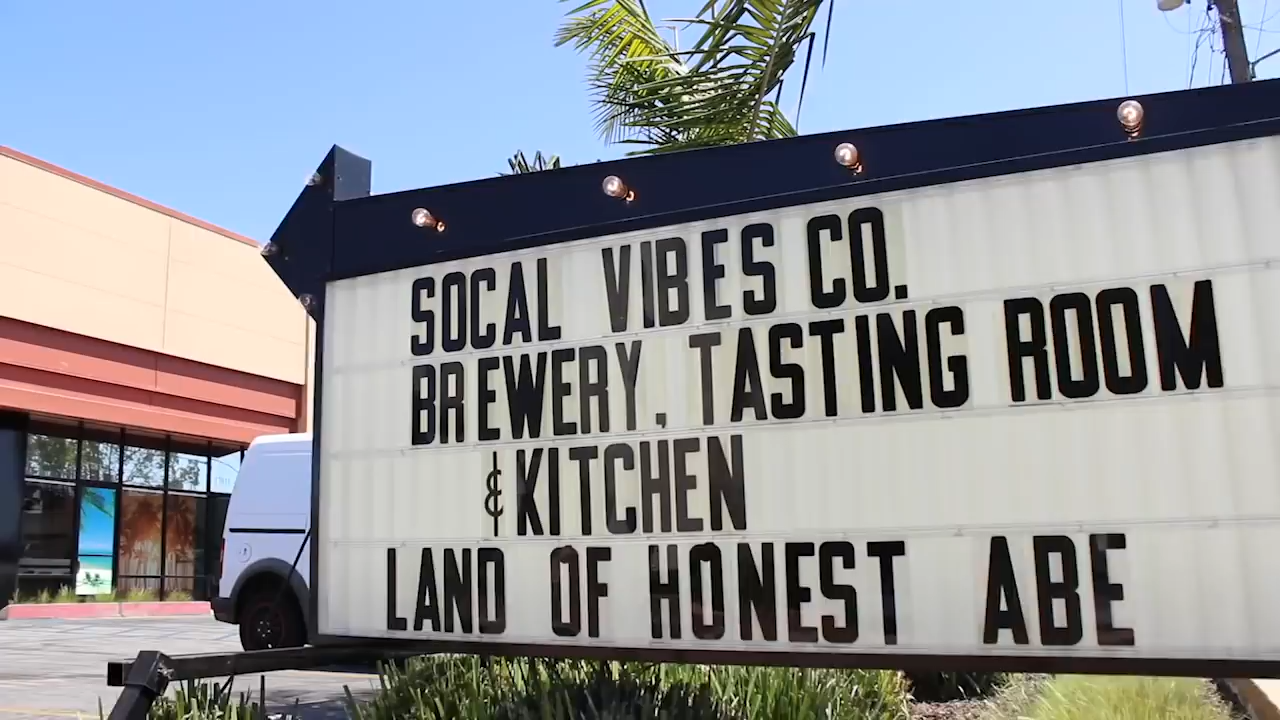 SOCAL VIBES CO.
BREWERY, TASTING ROOM
& KITCHEN
LAND OF HONEST ABE